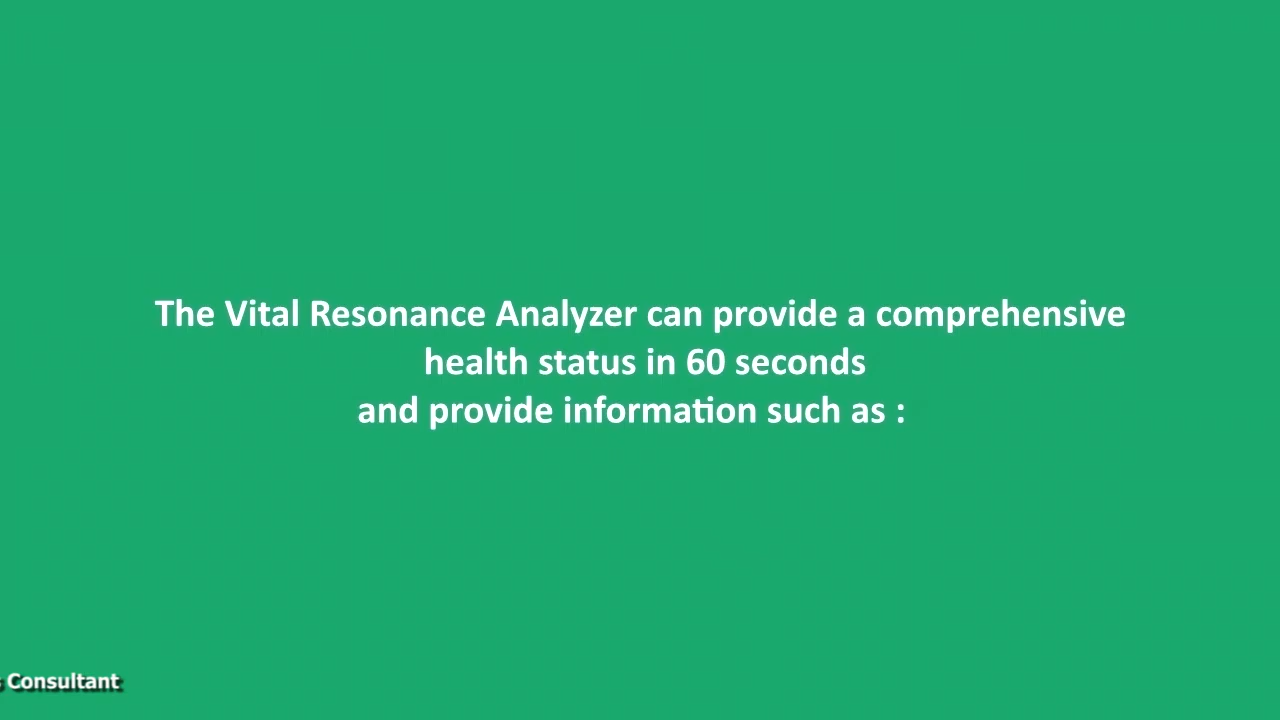 The Vital Resonance Analyzer can provide a comprehensive
health status in 60 seconds
and provide information such as :
Consultant